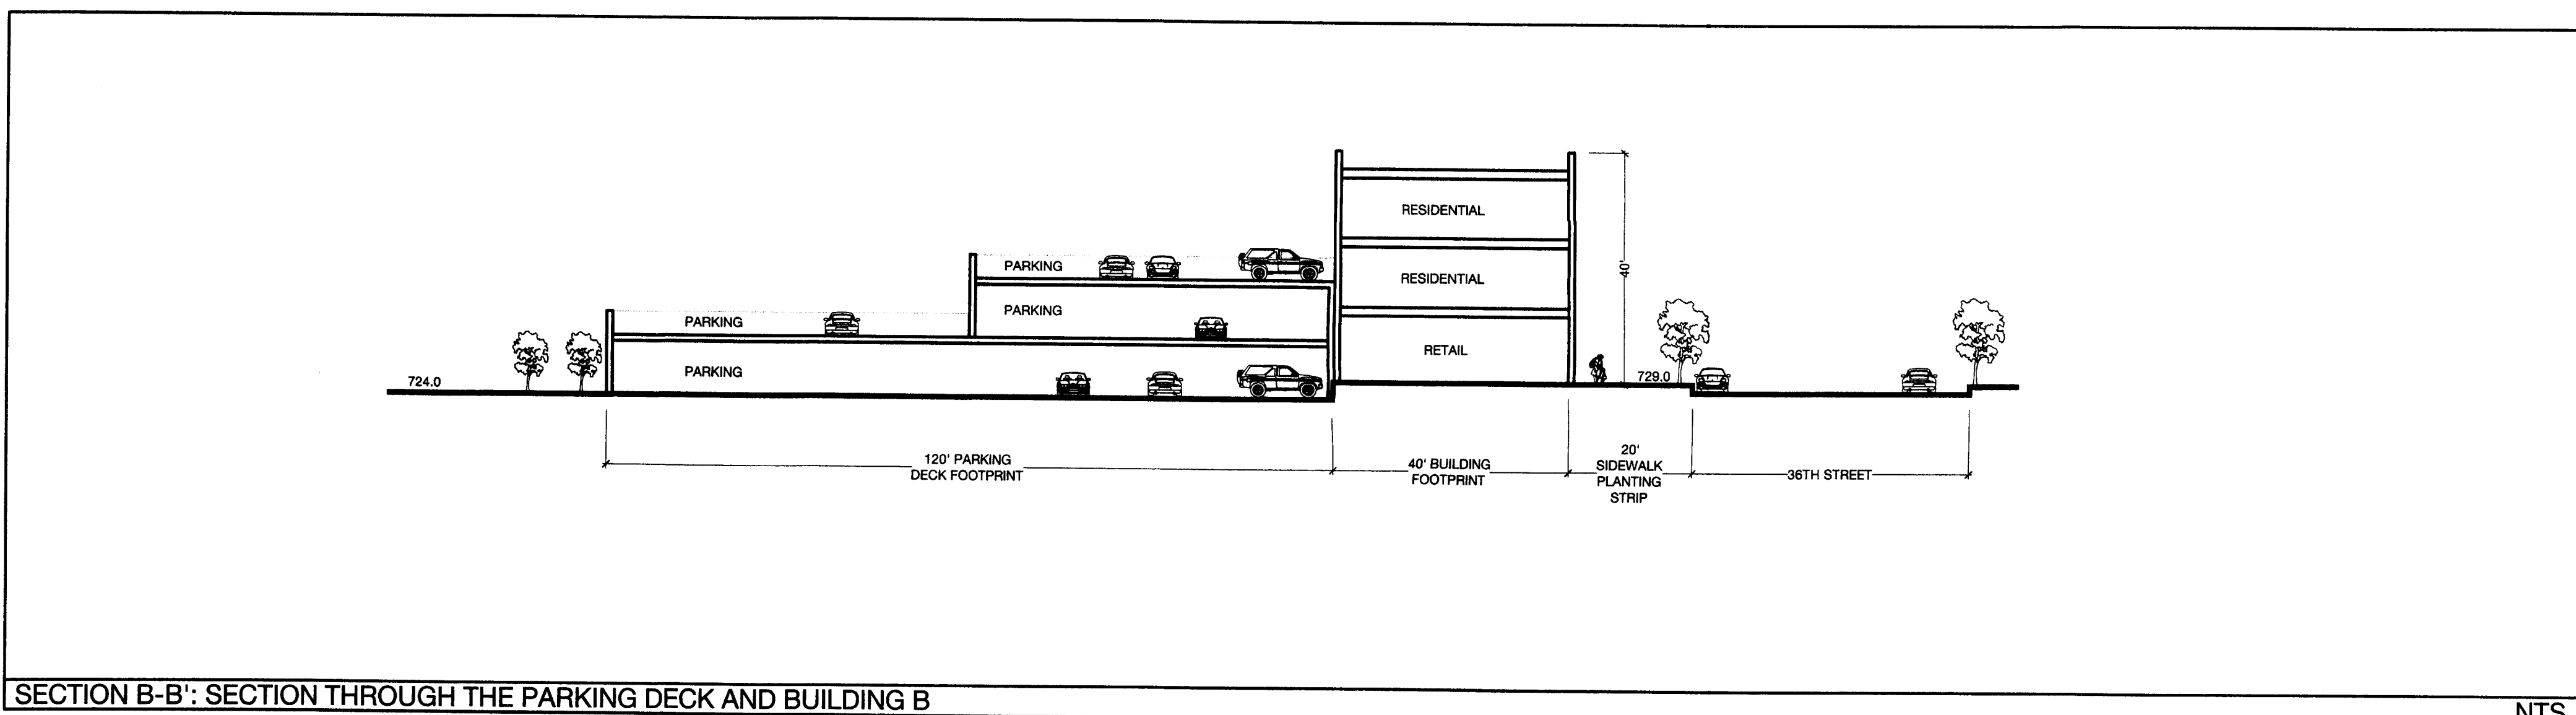 RESIDENTIAL
RESIDENTIAL
RETAIL
40'
PARKING
PARKING
PARKING
PARKING
724.0
729.0
120' PARKING
DECK FOOTPRINT
40' BUILDING
FOOTPRINT
20'
SIDEWALK
PLANTING
STRIP
36TH STREET
SECTION B-B': SECTION THROUGH THE PARKING DECK AND BUILDING B
NTS